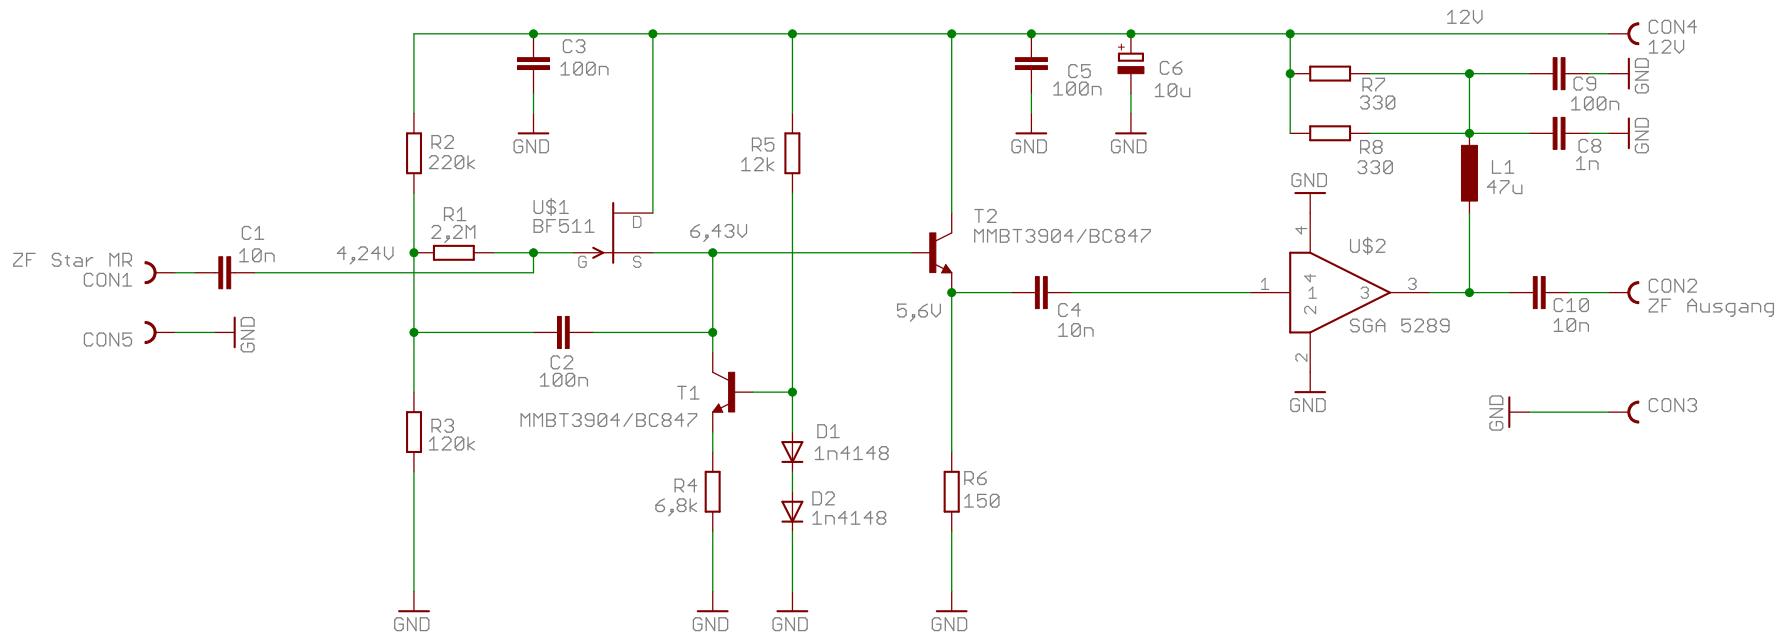 12V
CON4
12V
C3
100n
C5
100n
C6
10u
+
R7
330
C9
100n
GND
R2
220k
R5
12k
GND
GND
GND
R8
330
C8
1n
GND
L1
47u
GND
U$1
BF511
D
G
S
R1
2,2M
C1
10n
4,24V
6,43V
T2
MMBT3904/BC847
4
U$2
ZF Star MR
CON1
5,6V
C4
10n
1
4
1
2
3
3
SGA 5289
C10
10n
CON2
ZF Ausgang
CON5
GND
C2
100n
2
GND
T1
MMBT3904/BC847
GND
CON3
R3
120k
D1
1n4148
R4
6,8k
D2
1n4148
R6
150
GND
GND
GND
GND